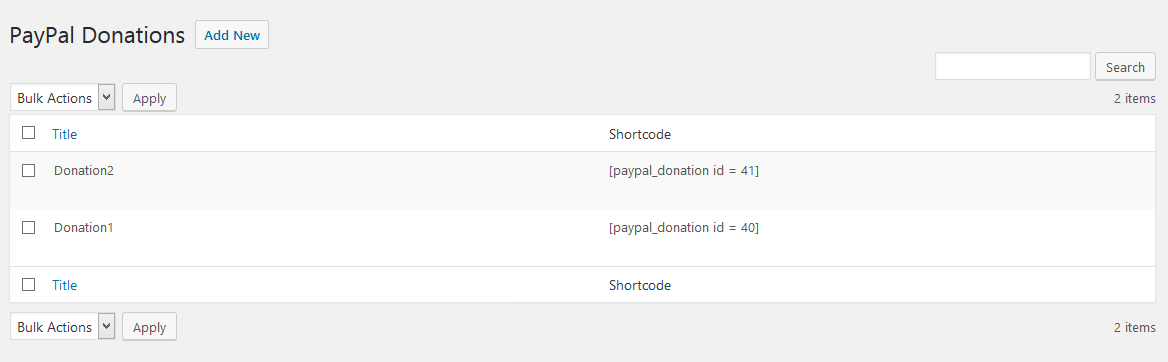 PayPal Donations Add New
Search
Bulk Actions Apply 2 items
Title Shortcode
Donation2 [paypal_donation id = 41]
Donation1 [paypal_donation id = 40]
Title Shortcode
Bulk Actions Apply 2 items